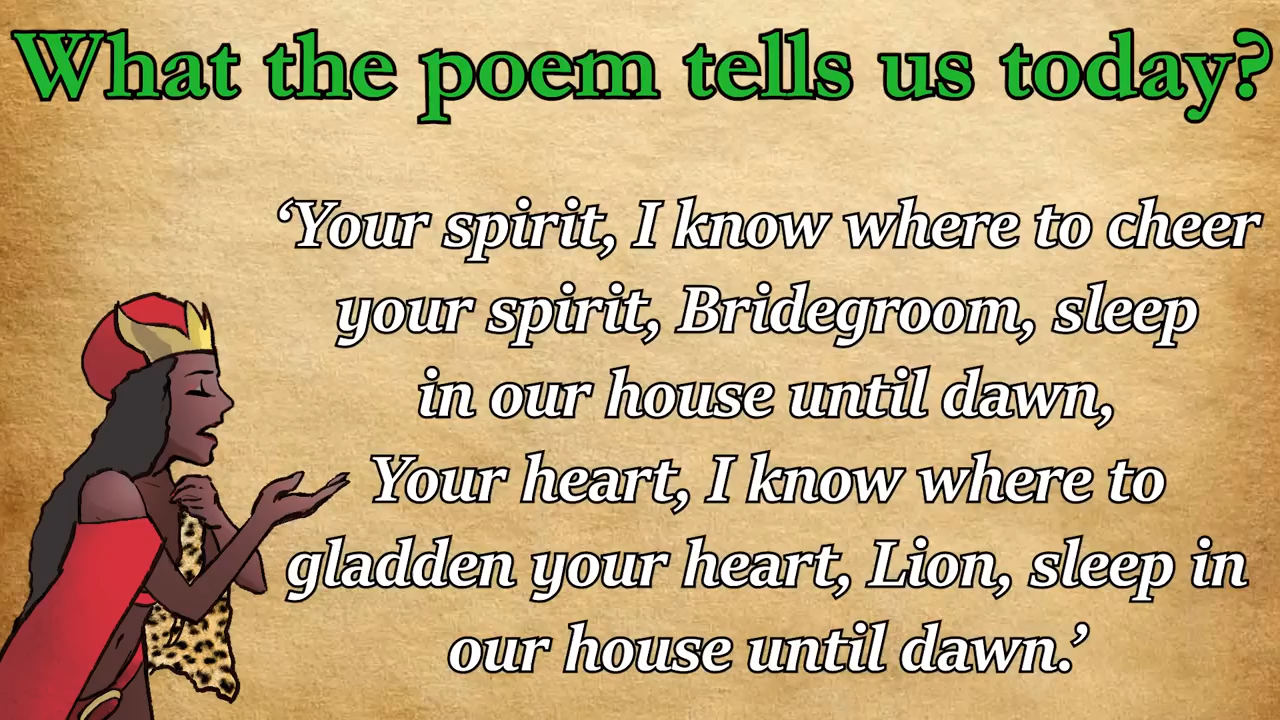 What the poem tells us today?
‘Your spirit, I know where to cheer
your spirit, Bridegroom, sleep
in our house until dawn,
Your heart, I know where to
gladden your heart, Lion, sleep in
our house until dawn.’